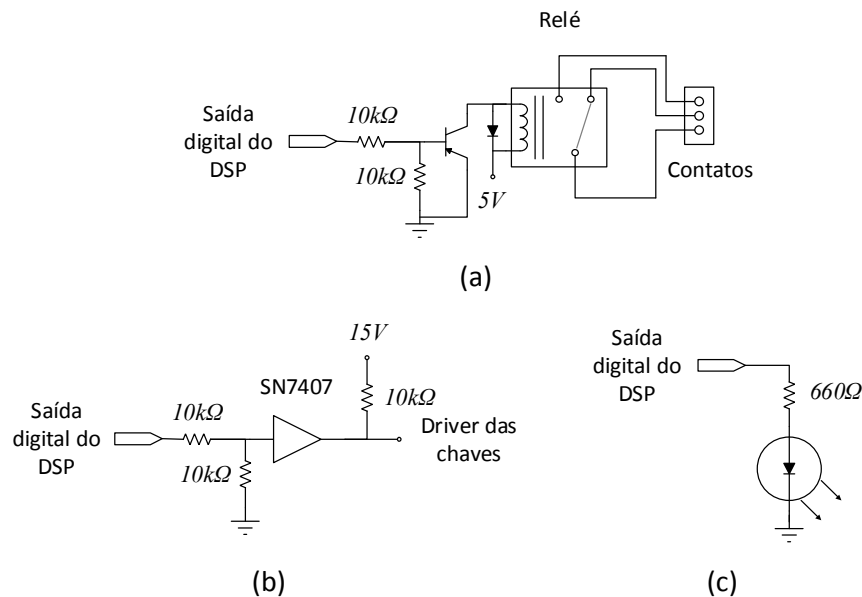 Relé
Saída
digital do
DSP
10kΩ
10kΩ
5V
Contatos
(a)
15V
SN7407
10kΩ
Saída
digital do
DSP
10kΩ
10kΩ
Driver das
chaves
(b)
Saída
digital do
DSP
660Ω
(c)